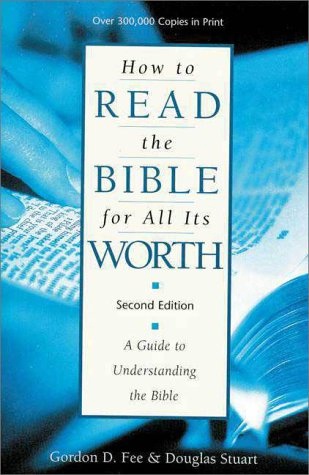 Over 300,000 Copies in Print
How to
READ
the
BIBLE
for All Its
WORTH
Second Edition
A Guide to
Understanding
the Bible
Gordon D. Fee & Douglas Stuart